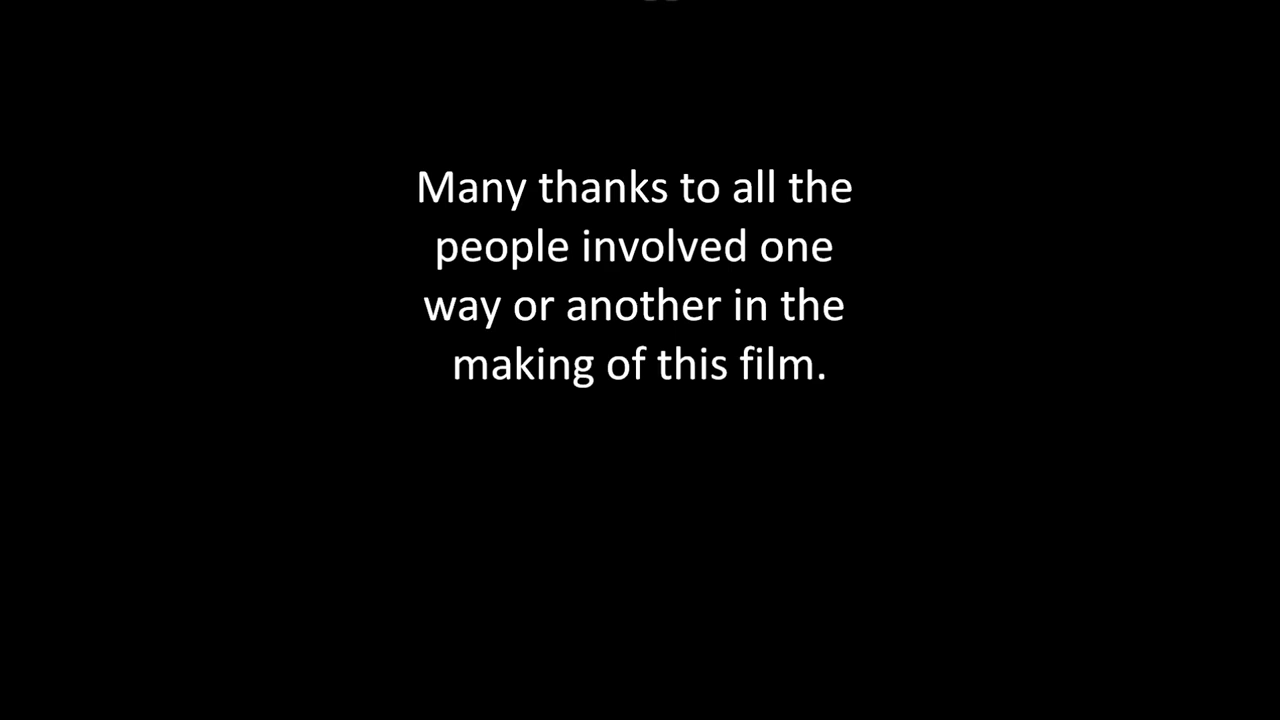 Many thanks to all the
people involved one
way or another in the
making of this film.